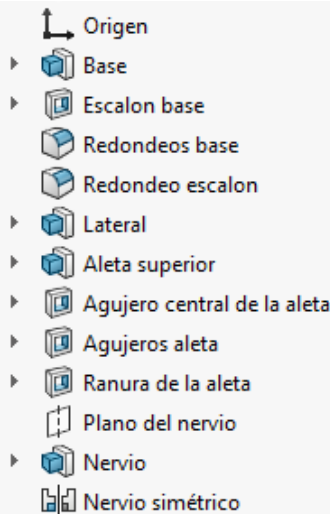 Origen
Base
Escalon base
Redondeos base
Redondeo escalon
Lateral
Aleta superior
Agujero central de la aleta
Agujeros aleta
Ranura de la aleta
Plano del nervio
Nervio
Nervio simétrico